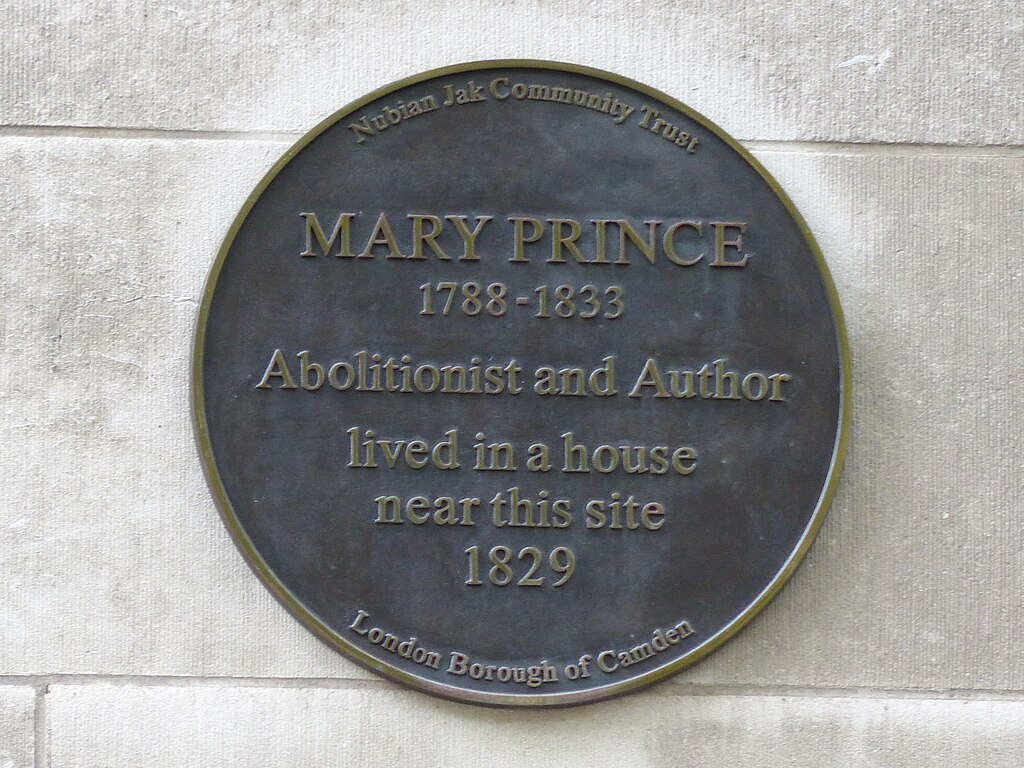 Nubian Jak Community Trust
MARY PRINCE
1788-1833
Abolitionist and Author
lived in a house
near this site
1829
London Borough of Camden